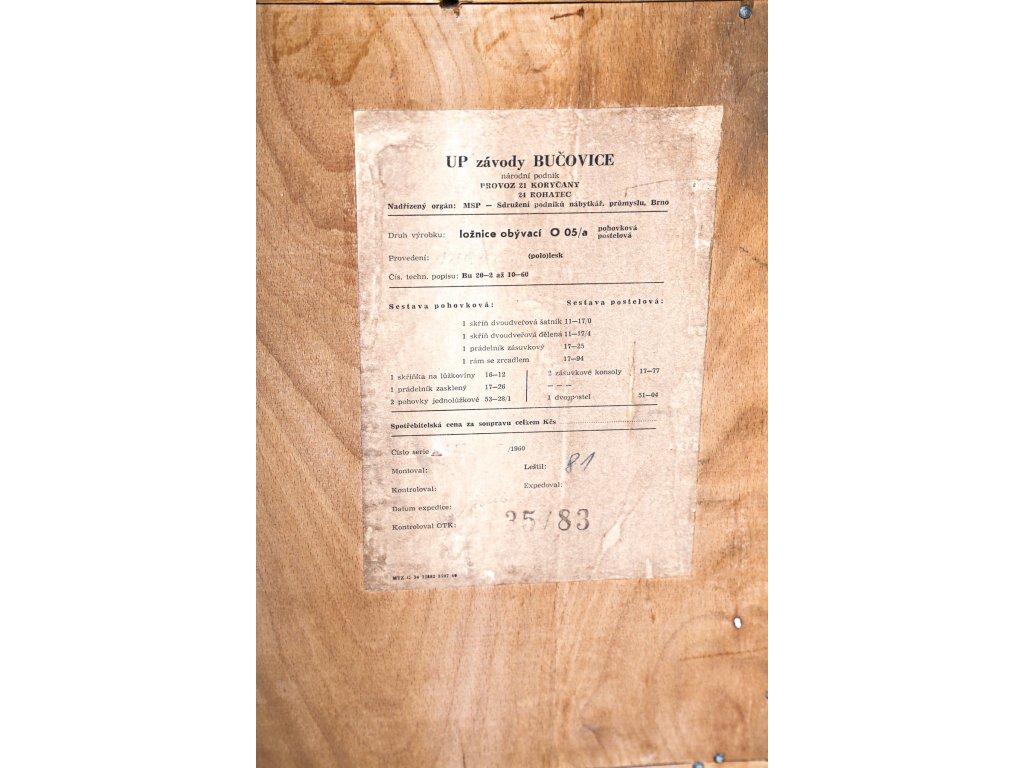 UP závody BUČOVICE
národní podnik
PROVOZ 21 KORYČANY
24 ROHATEC
Nadřízený orgán: MSP — Sdružení podniků nábytkář. průmyslu, Brno
Druh výrobku: ložnice obývací O 05/a pohovková
postelová
Provedení: (polo)lesk
Čís. techn. popisu: Bu 20—2 až 10—60
Sestava pohovková: Sestava postelová:
1 skříň dvoudveřová šatník 11—17/0
1 skříň dvoudveřová dělená 11—17/4
1 prádelník zásuvkový 17—25
1 rám se zrcadlem 17—94
1 skříňka na lůžkoviny 16—12 2 zásuvkové konsoly 17—77
1 prádelník zasklený 17—26 — — —
2 pohovky jednolůžkové 53—28/1 1 dvojpostel 51—04
Spotřebitelská cena za soupravu celkem Kčs
Číslo serie /1960
Montoval: Leštil: 81
Kontroloval: Expedoval:
Datum expedice:
Kontroloval OTK: 35/83
MTZ